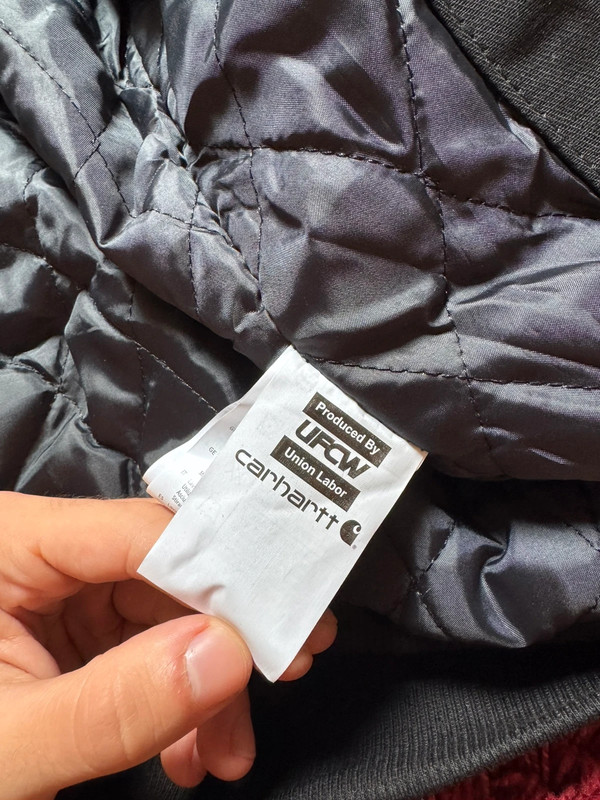 Produced By
UFCW
Union Labor
carhartt